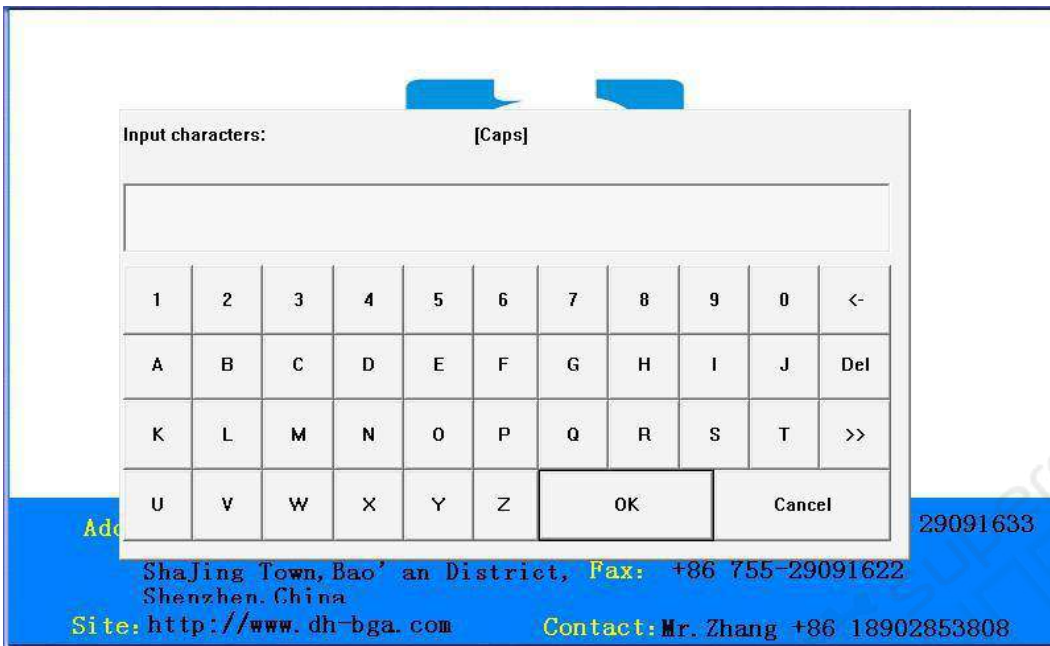 Input characters: [Caps]
1 2 3 4 5 6 7 8 9 0 <-
A B C D E F G H I J Del
K L M N O P Q R S T >>
U V W X Y Z OK Cancel
29091633
ShaJing Town,Bao' an District, Fax: +86 755-29091622
Shenzhen.China
Site:http://www.dh-bga.com Contact:Mr.Zhang +86 18902853808